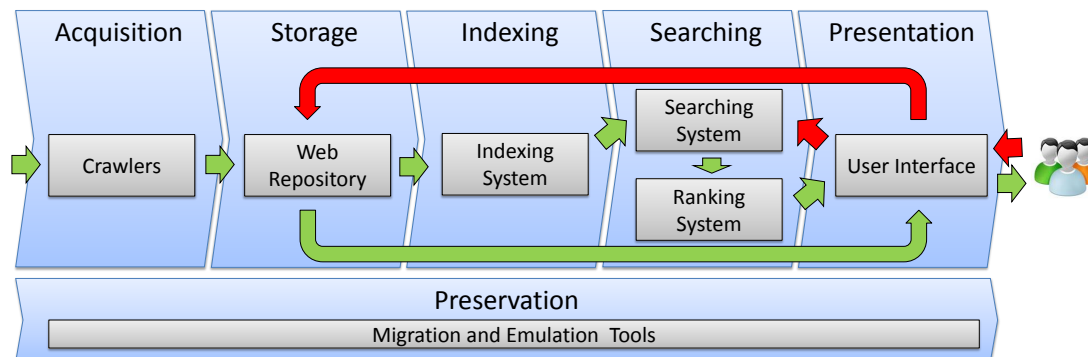 Acquisition
Storage
Indexing
Searching
Presentation
Crawlers
Web
Repository
Indexing
System
Searching
System
Ranking
System
User Interface
Preservation
Migration and Emulation Tools